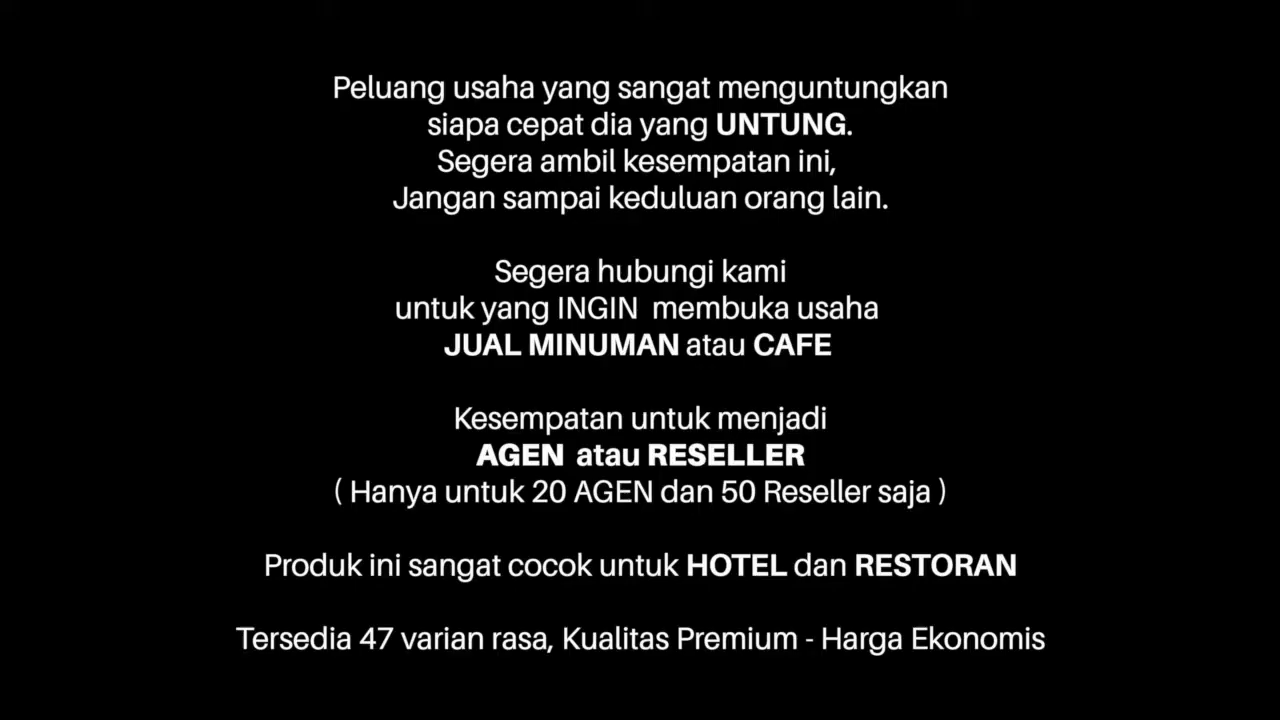 Peluang usaha yang sangat menguntungkan
siapa cepat dia yang UNTUNG.
Segera ambil kesempatan ini,
Jangan sampai keduluan orang lain.
Segera hubungi kami
untuk yang INGIN  membuka usaha
JUAL MINUMAN atau CAFE
Kesempatan untuk menjadi
AGEN  atau RESELLER
( Hanya untuk 20 AGEN dan 50 Reseller saja )
Produk ini sangat cocok untuk HOTEL dan RESTORAN
Tersedia 47 varian rasa, Kualitas Premium - Harga Ekonomis